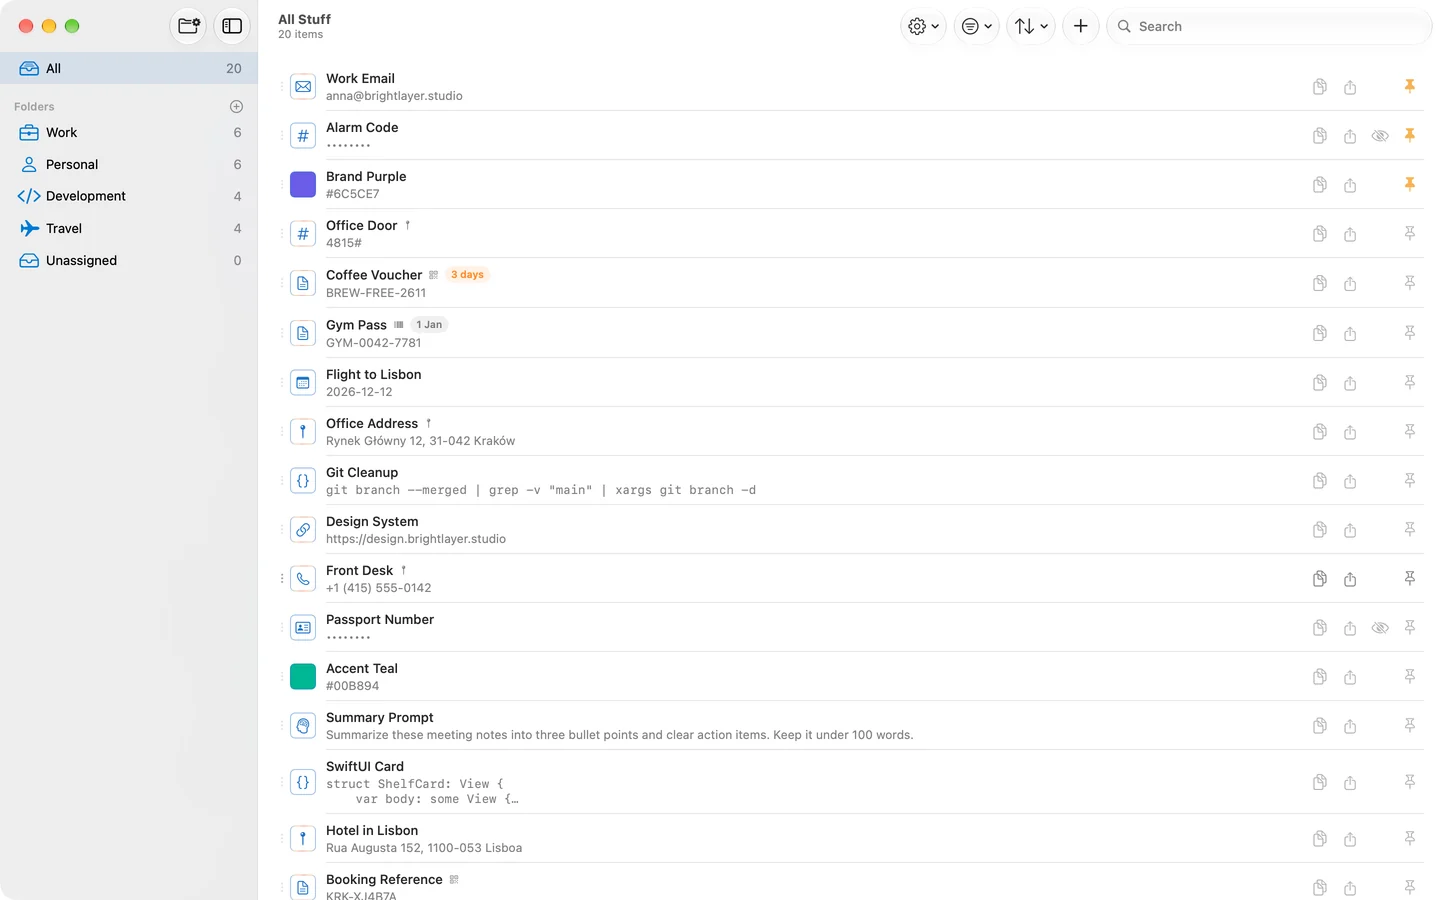 All Stuff
20 items
Search
All 20
Folders
Work 6
Personal 6
Development 4
Travel 4
Unassigned 0
Work Email
anna@brightlayer.studio
Alarm Code
••••••••
Brand Purple
#6C5CE7
Office Door
4815#
Coffee Voucher 3 days
BREW-FREE-2611
Gym Pass 1 Jan
GYM-0042-7781
Flight to Lisbon
2026-12-12
Office Address
Rynek Główny 12, 31-042 Kraków
Git Cleanup
git branch --merged | grep -v "main" | xargs git branch -d
Design System
https://design.brightlayer.studio
Front Desk
+1 (415) 555-0142
Passport Number
••••••••
Accent Teal
#00B894
Summary Prompt
Summarize these meeting notes into three bullet points and clear action items. Keep it under 100 words.
SwiftUI Card
struct ShelfCard: View {
var body: some View {…
Hotel in Lisbon
Rua Augusta 152, 1100-053 Lisboa
Booking Reference
KRK-XJ4B7A